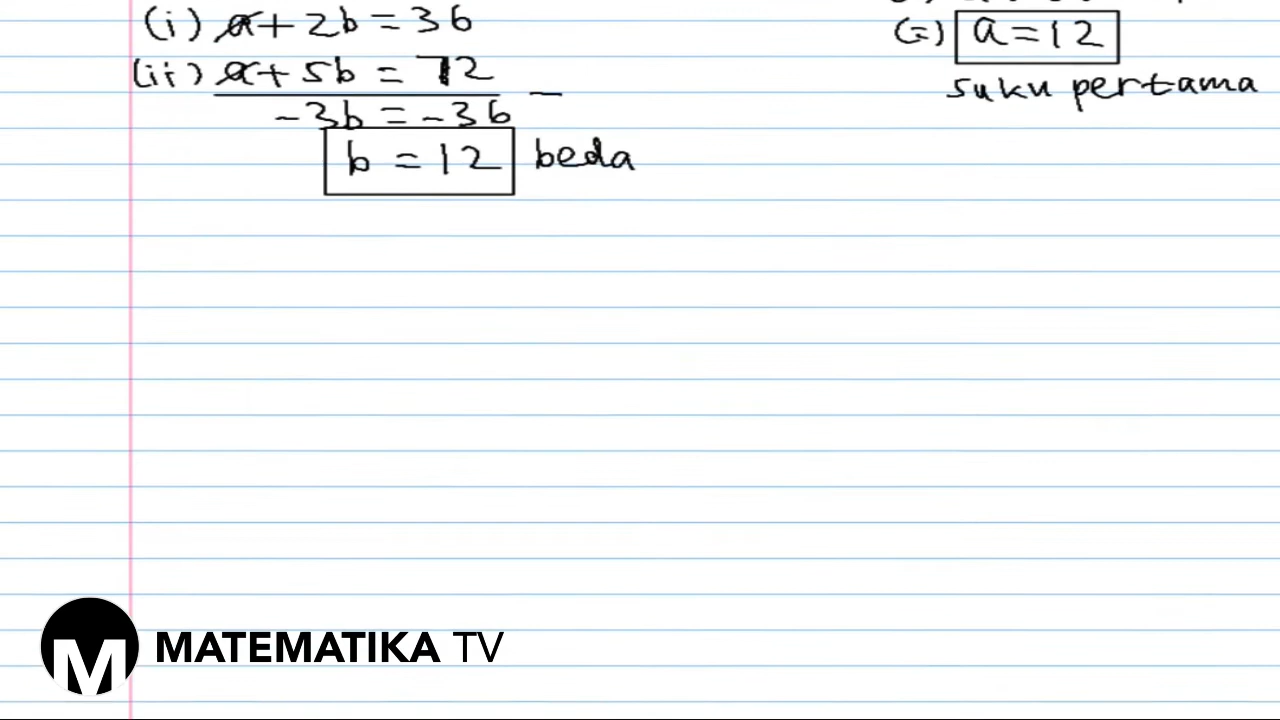 (i) a + 2b = 36
(ii) a + 5b = 72
-3b = -36 -
b = 12 beda
(=) a = 12
suku pertama
M MATEMATIKA TV